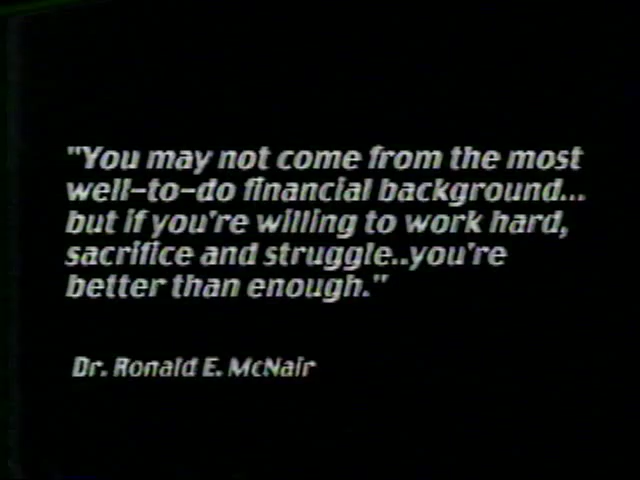 "You may not come from the most
well-to-do financial background...
but if you're willing to work hard,
sacrifice and struggle..you're
better than enough."
Dr. Ronald E. McNair